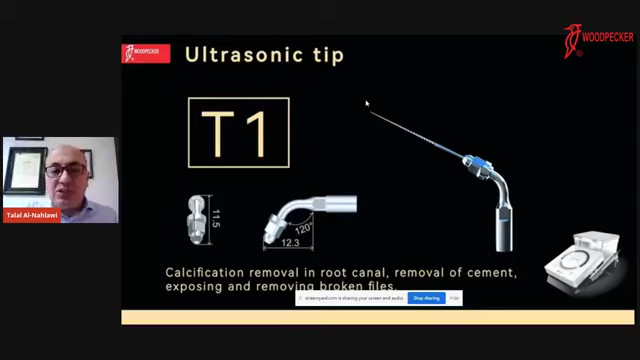 WOODPECKER
®
WOODPECKER
Ultrasonic tip
T1
11.5
120°
12.3
Calcification removal in root canal, removal of cement,
exposing and removing broken files.
streamyard.com is sharing your screen and audio.
Stop sharing
Hide
Talal Al-Nahlawi